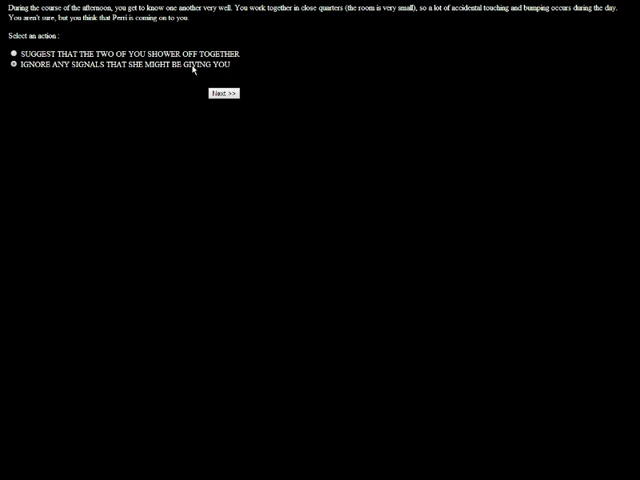 During the course of the afternoon, you get to know one another very well. You work together in close quarters (the room is very small), so a lot of accidental touching and bumping occurs during the day.
You aren't sure, but you think that Perri is coming on to you.
Select an action :
SUGGEST THAT THE TWO OF YOU SHOWER OFF TOGETHER
IGNORE ANY SIGNALS THAT SHE MIGHT BE GIVING YOU
Next >>